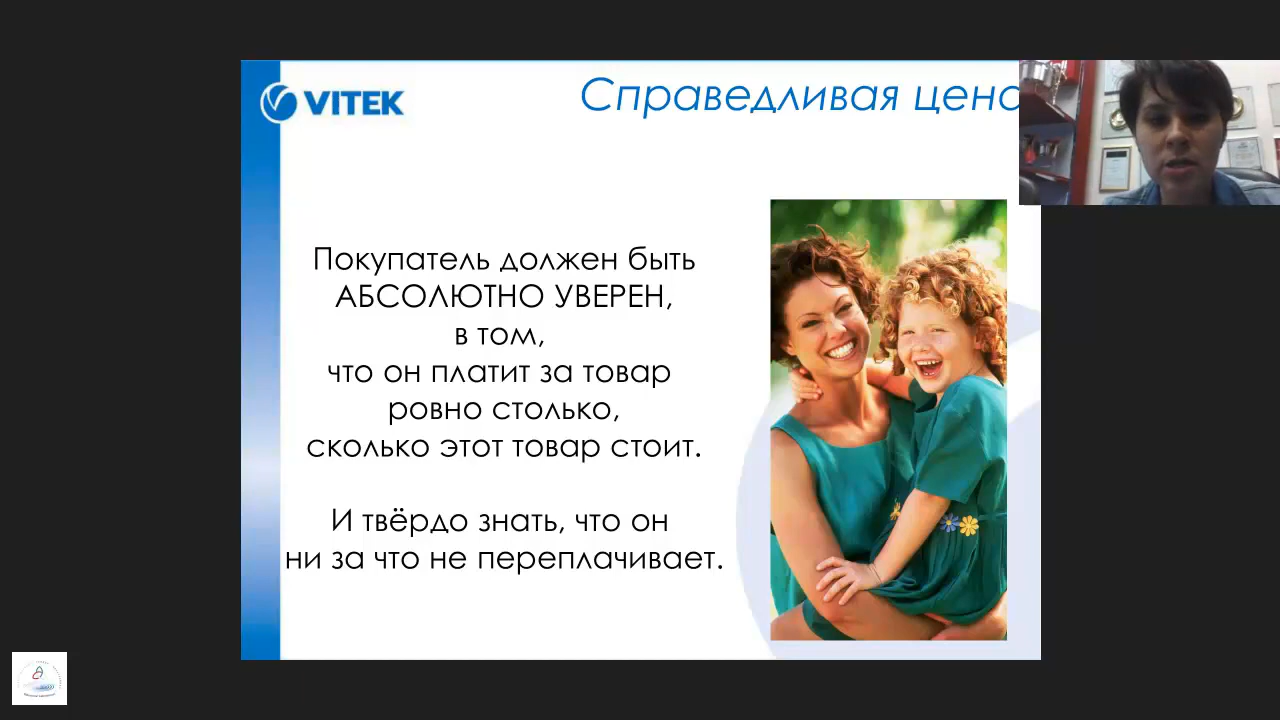 VITEK
Справедливая цена
Покупатель должен быть
АБСОЛЮТНО УВЕРЕН,
в том,
что он платит за товар
ровно столько,
сколько этот товар стоит.
И твёрдо знать, что он
ни за что не переплачивает.